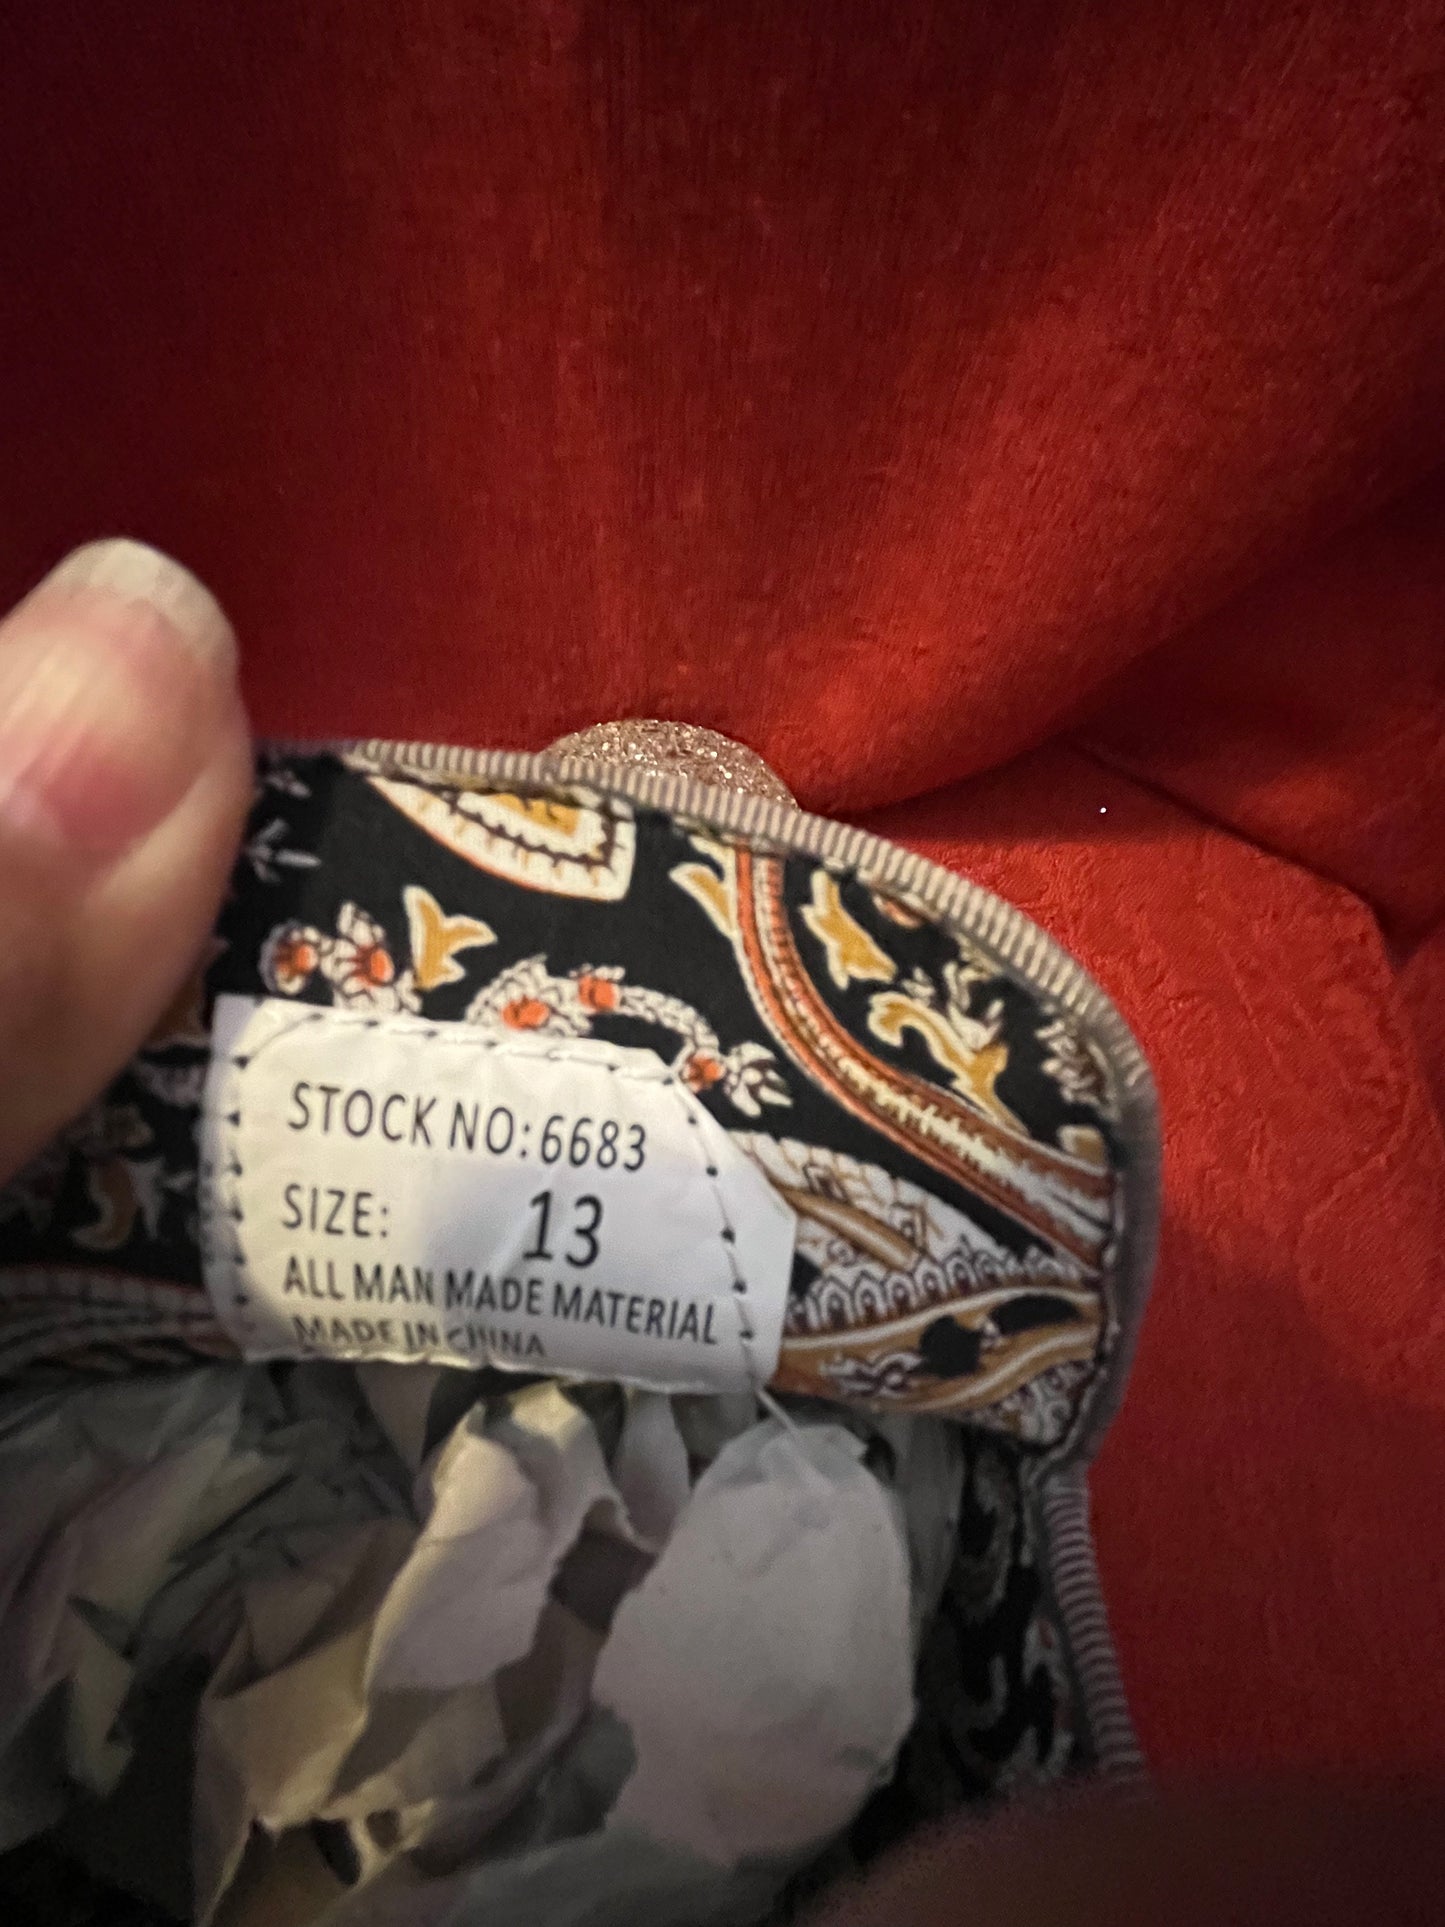 STOCK NO:6683
SIZE: 13
ALL MAN MADE MATERIAL
MADE IN CHINA